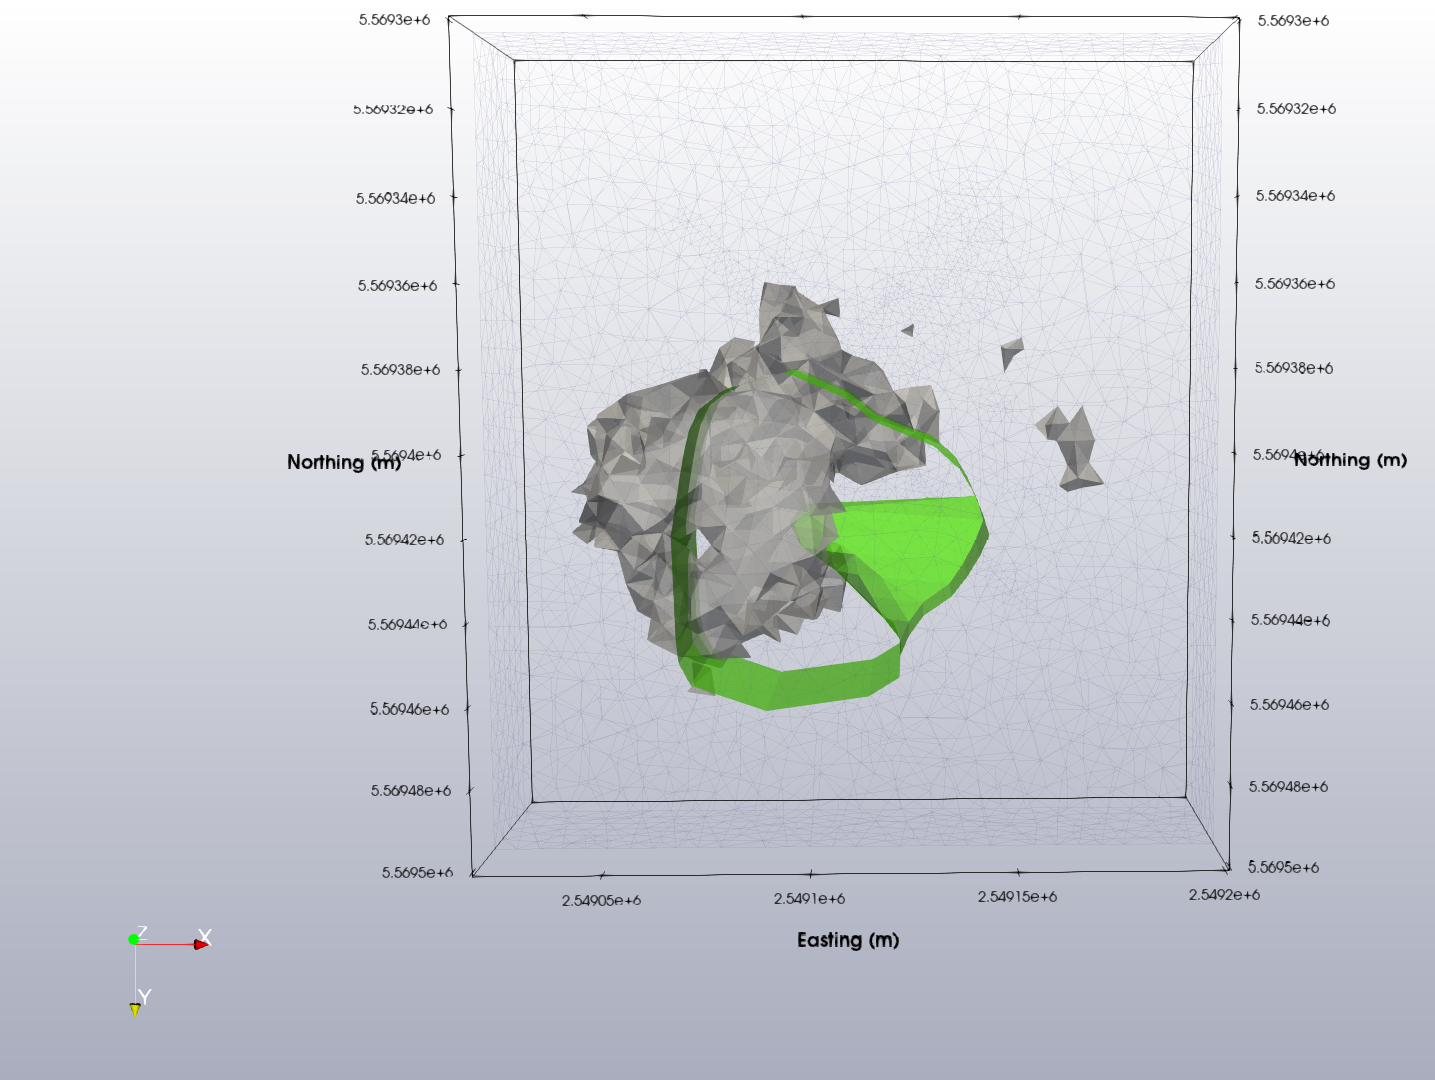 5.5693e+6 5.5693e+6
5.56932e+6 5.56932e+6
5.56934e+6 5.56934e+6
5.56936e+6 5.56936e+6
5.56938e+6 5.56938e+6
5.5694e+6 5.5694e+6
Northing (m) Northing (m)
5.56942e+6 5.56942e+6
5.56944e+6 5.56944e+6
5.56946e+6 5.56946e+6
5.56948e+6 5.56948e+6
5.5695e+6 5.5695e+6
2.54905e+6 2.5491e+6 2.54915e+6 2.5492e+6
Easting (m)
Z X
Y